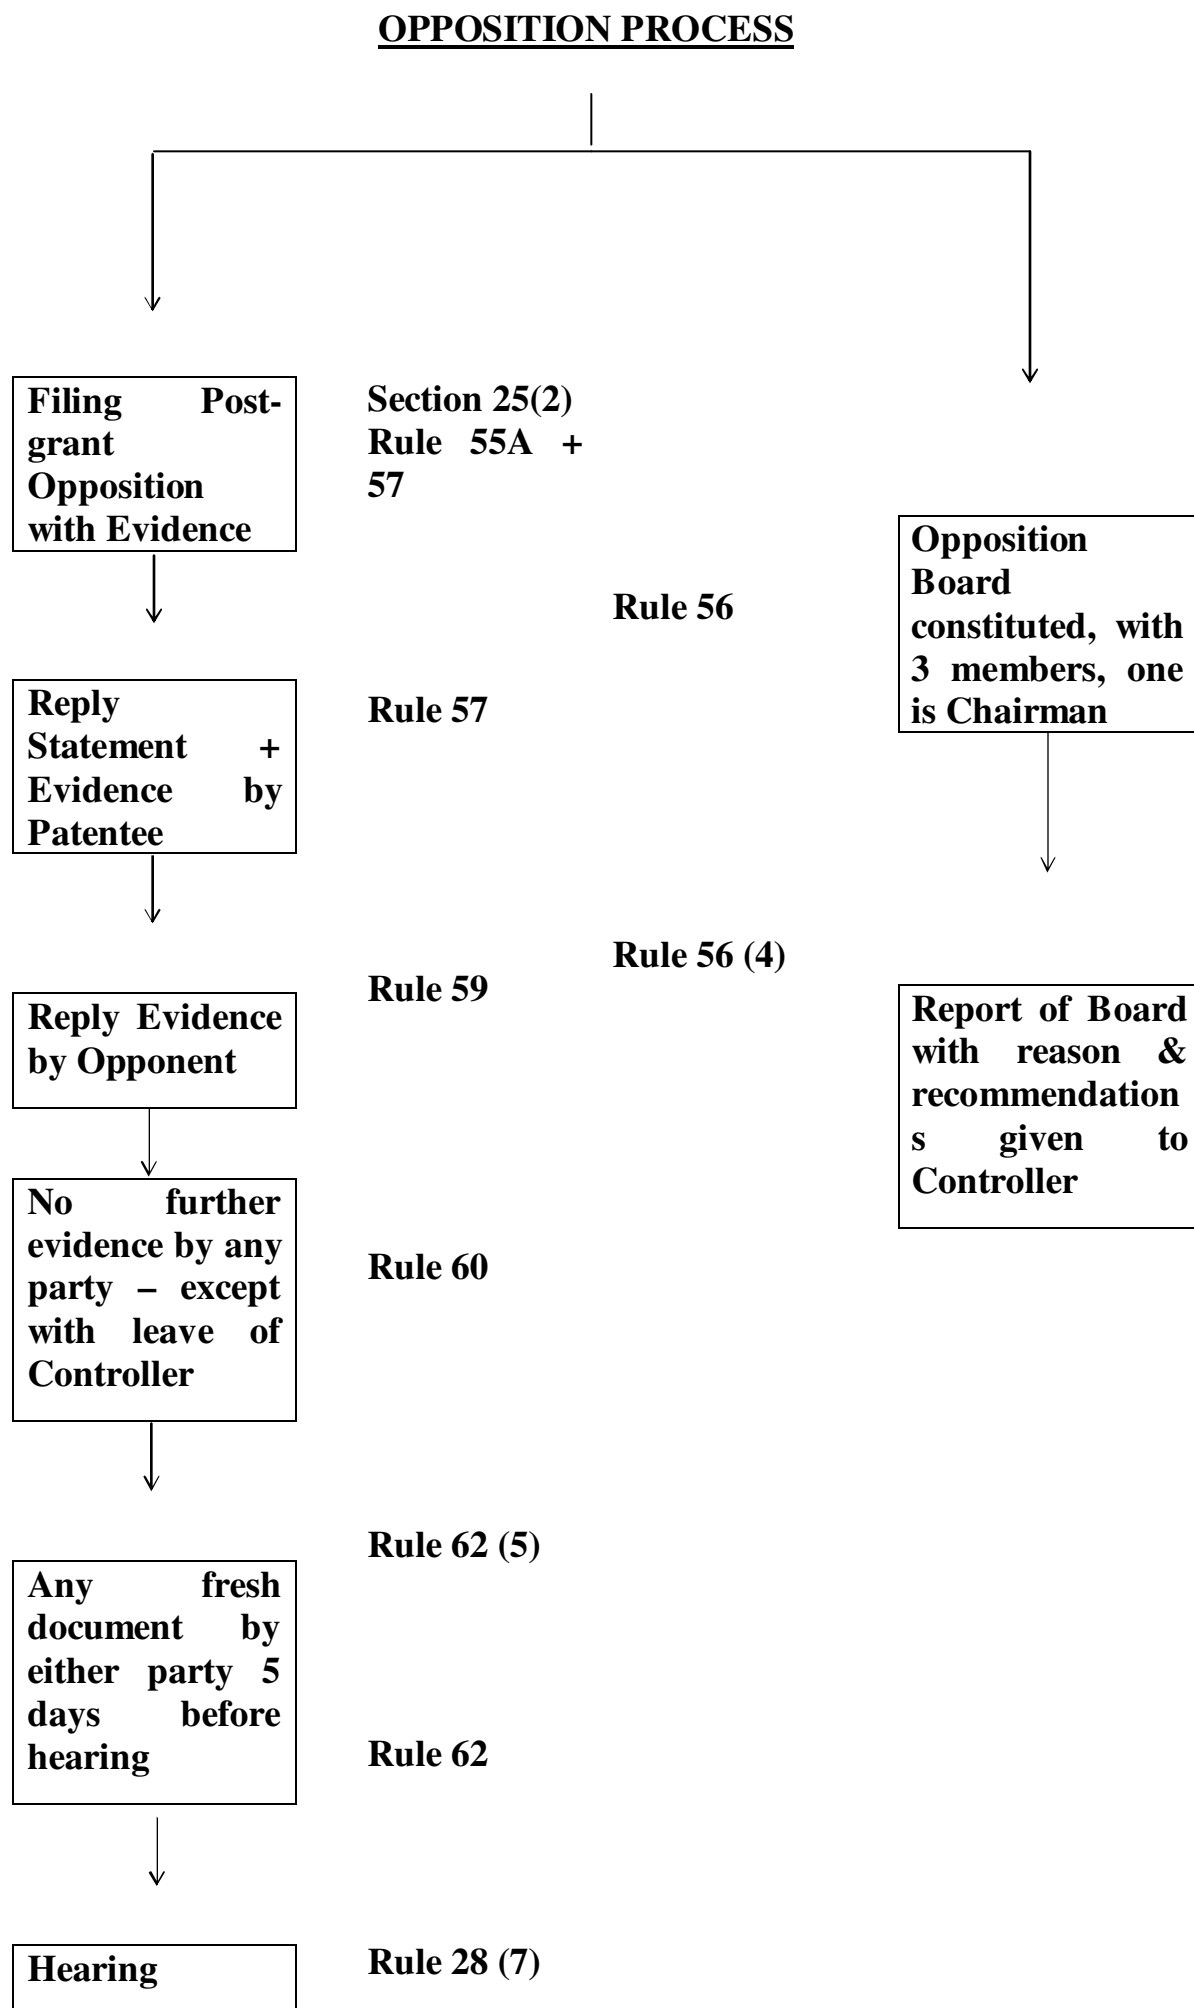 OPPOSITION PROCESS
Filing Post-
grant
Opposition
with Evidence
Section 25(2)
Rule 55A +
57
Opposition
Board
constituted, with
3 members, one
is Chairman
Rule 56
Reply
Statement +
Evidence by
Patentee
Rule 57
Rule 56 (4)
Rule 59
Reply Evidence
by Opponent
Report of Board
with reason &
recommendation
s given to
Controller
No further
evidence by any
party – except
with leave of
Controller
Rule 60
Rule 62 (5)
Any fresh
document by
either party 5
days before
hearing
Rule 62
Hearing
Rule 28 (7)